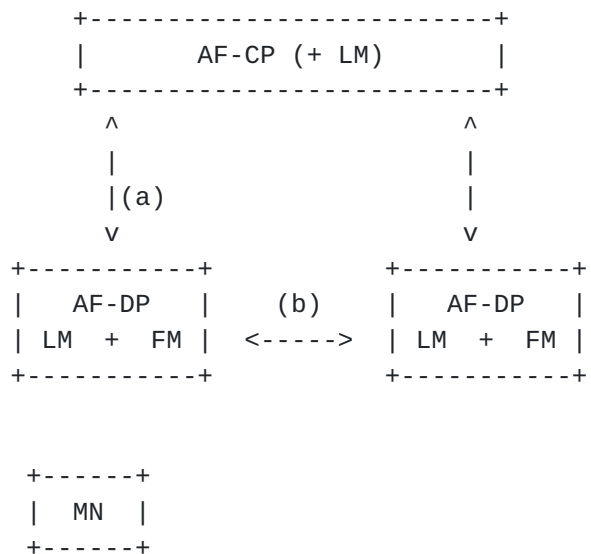 AF-CP (+ LM)
(a)
AF-DP (b) AF-DP
LM + FM <-----> LM + FM
MN